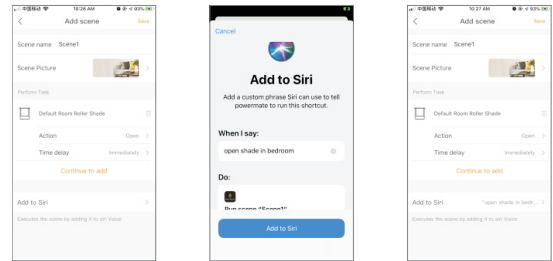 中国移动 10:26 AM 93%
Add scene
Save
Scene name Scene1
Scene Picture
Perform Task
Default Room Roller Shade
Action Open
Time delay Immediately
Continue to add
Add to Siri
Executes the scene by adding it to siri Voice
Cancel
Add to Siri
Add a custom phrase Siri can use to tell
powermate to run this shortcut.
When I say:
open shade in bedroom
Do:
Run scene "Scene1"
Add to Siri
中国移动 10:27 AM 93%
Add scene
Save
Scene name Scene1
Scene Picture
Perform Task
Default Room Roller Shade
Action Open
Time delay Immediately
Continue to add
Add to Siri "open shade in bed...
Executes the scene by adding it to siri Voice